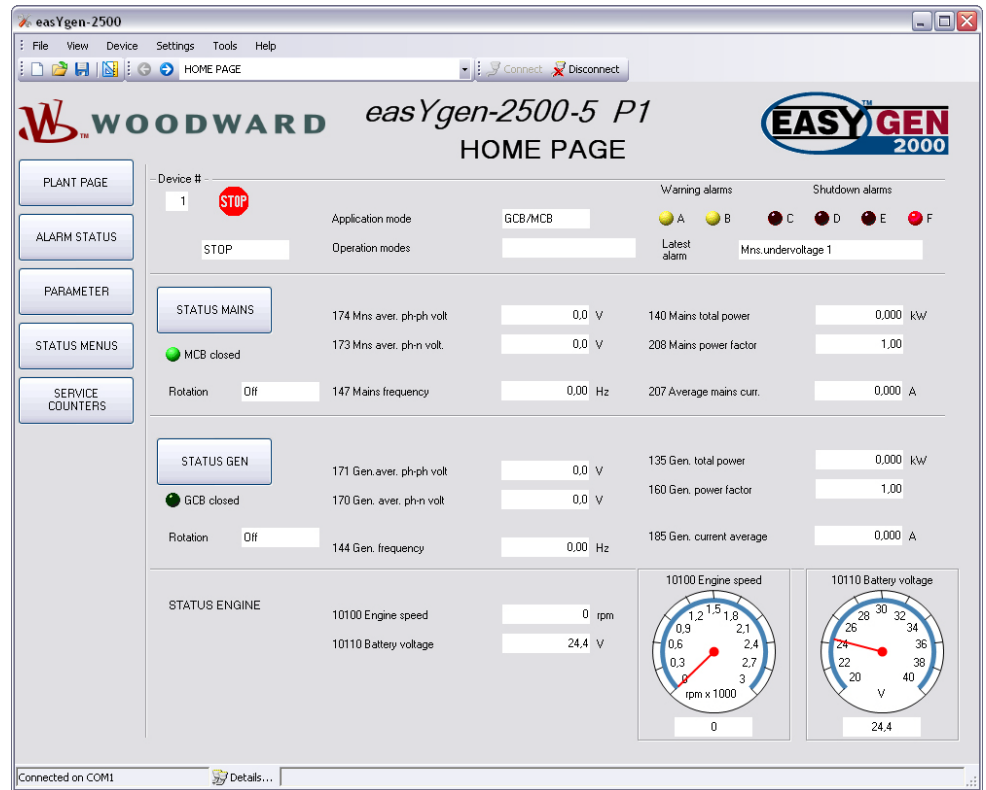 easYgen-2500
File View Device Settings Tools Help
HOME PAGE Connect Disconnect
WOODWARD
TM
easYgen-2500-5 P1
HOME PAGE
EASYGEN
TM
2000
PLANT PAGE
ALARM STATUS
PARAMETER
STATUS MENUS
SERVICE
COUNTERS
Device #
1 STOP
STOP
Application mode GCB/MCB
Operation modes
Warning alarms Shutdown alarms
A B C D E F
Latest
alarm
Mns.undervoltage 1
STATUS MAINS
MCB closed
Rotation Off
174 Mns aver. ph-ph volt 0,0 V
173 Mns aver. ph-n volt. 0,0 V
147 Mains frequency 0,00 Hz
140 Mains total power 0,000 kW
208 Mains power factor 1,00
207 Average mains curr. 0,000 A
STATUS GEN
GCB closed
Rotation Off
171 Gen.aver. ph-ph volt 0,0 V
170 Gen. aver. ph-n volt 0,0 V
144 Gen. frequency 0,00 Hz
135 Gen. total power 0,000 kW
160 Gen. power factor 1,00
185 Gen. current average 0,000 A
STATUS ENGINE
10100 Engine speed 0 rpm
10110 Battery voltage 24,4 V
10100 Engine speed
0 0,3 0,6 0,9 1,2 1,5 1,8 2,1 2,4 2,7 3
rpm x 1000
0
10110 Battery voltage
20 22 24 26 28 30 32 34 36 38 40
V
24,4
Connected on COM1 Details...